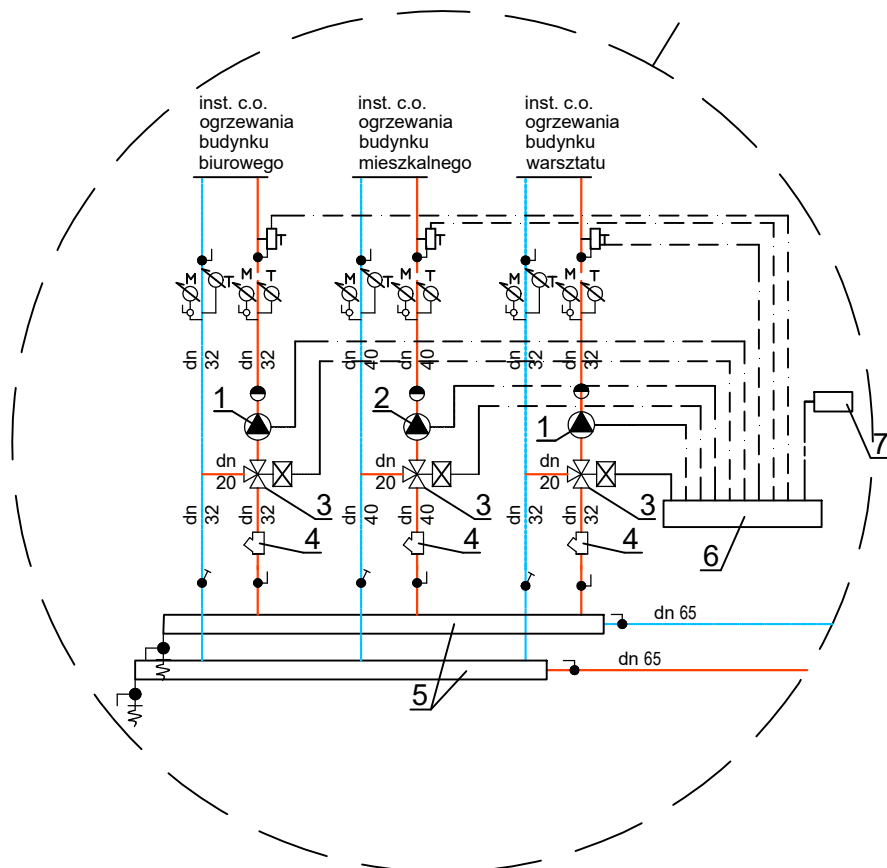 inst. c.o.
ogrzewania
budynku
biurowego
inst. c.o.
ogrzewania
budynku
mieszkalnego
inst. c.o.
ogrzewania
budynku
warsztatu
T
T
T
M
T
M
T
M
T
M
T
M
T
M
T
dn
32
dn
32
dn
40
dn
40
dn
32
dn
32
1
2
1
7
dn
20
dn
20
dn
20
3
3
3
dn
32
dn
32
dn
40
dn
40
dn
32
dn
32
4
4
4
6
dn 65
dn 65
5